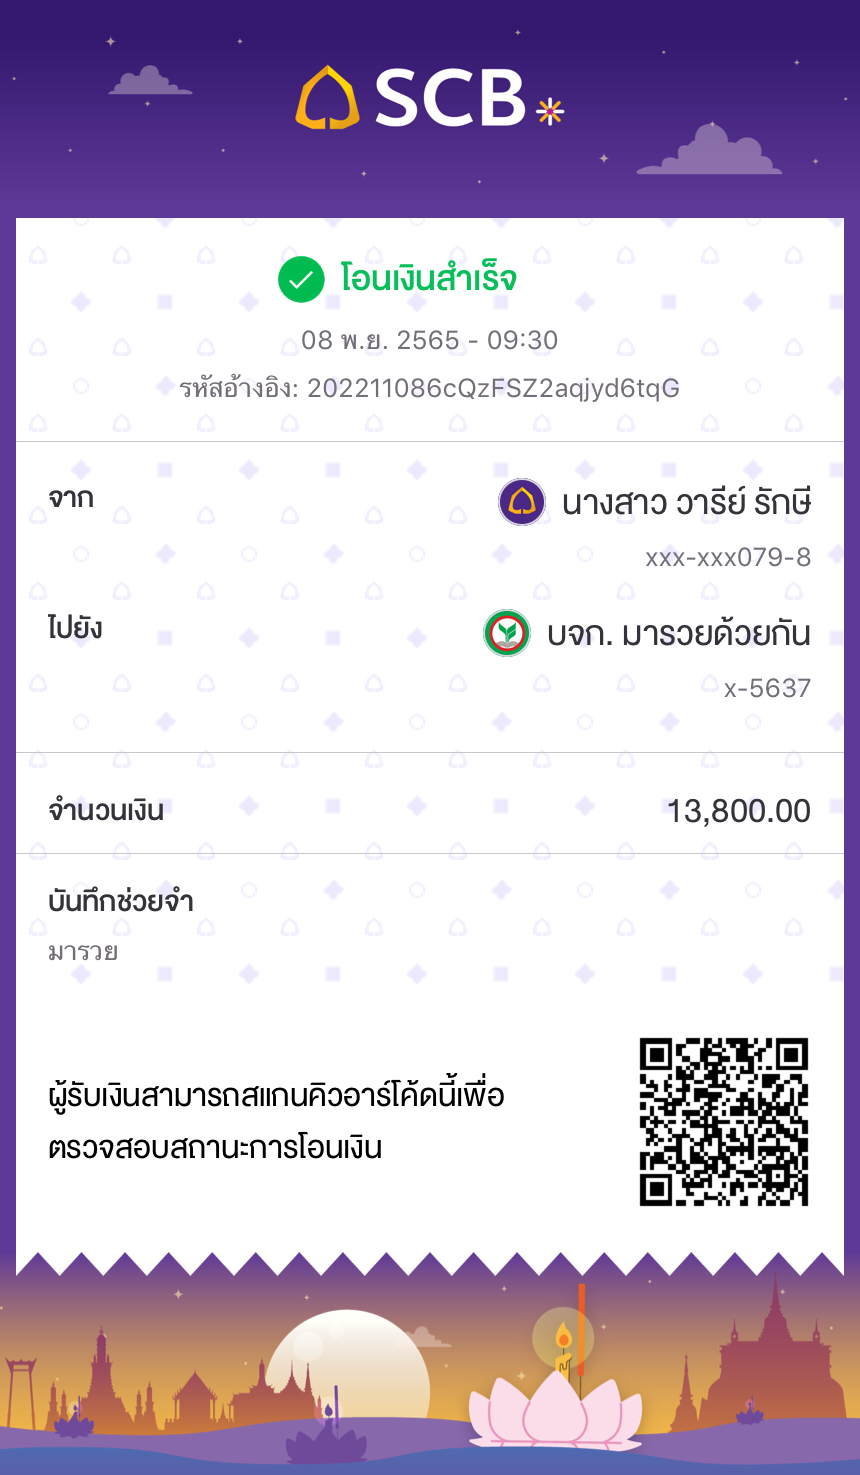 SCB
โอนเงินสำเร็จ
08 พ.ย. 2565 - 09:30
รหัสอ้างอิง: 202211086cQzFSZ2aqjyd6tqG
จาก
นางสาว วารีย์ รักษี
xxx-xxx079-8
ไปยัง
บจก. มารวยด้วยกัน
x-5637
จำนวนเงิน
13,800.00
บันทึกช่วยจำ
มารวย
ผู้รับเงินสามารถสแกนคิวอาร์โค้ดนี้เพื่อ
ตรวจสอบสถานะการโอนเงิน